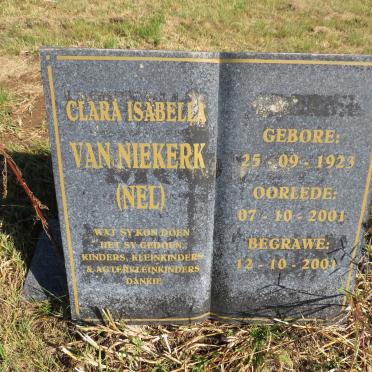 CLARA ISABELLA
VAN NIEKERK
(NEL)
WAT SY KON DOEN
HET SY GEDOEN.
KINDERS, KLEINKINDERS
& AGTERKLEINKINDERS
DANKIE
GEBORE:
25 - 09 - 1923
OORLEDE:
07 - 10 - 2001
BEGRAWE:
12 - 10 - 2001